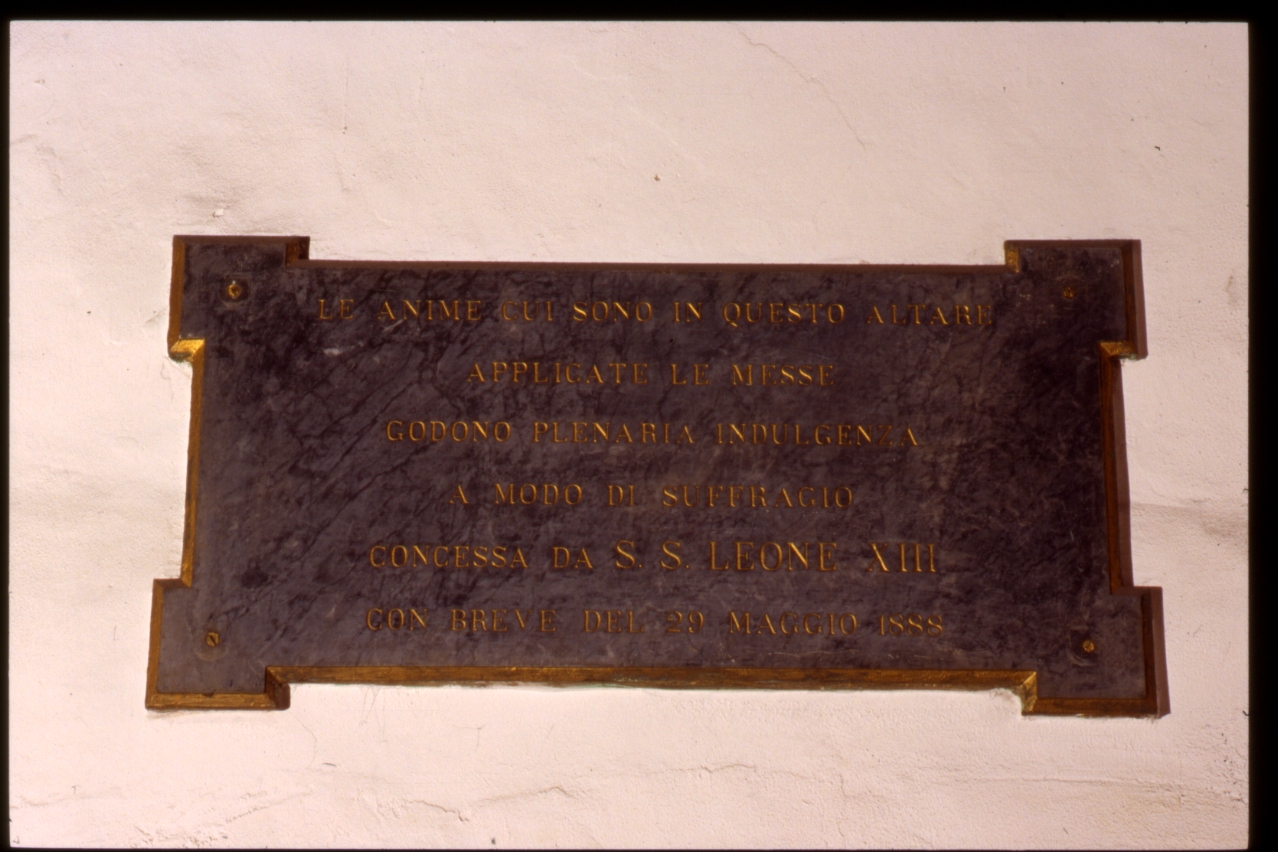 LE ANIME CUI SONO IN QUESTO ALTARE
APPLICATE LE MESSE
GODONO PLENARIA INDULGENZA
A MODO DI SUFFRAGIO
CONCESSA DA S. S. LEONE XIII
CON BREVE DEL 29 MAGGIO 1888